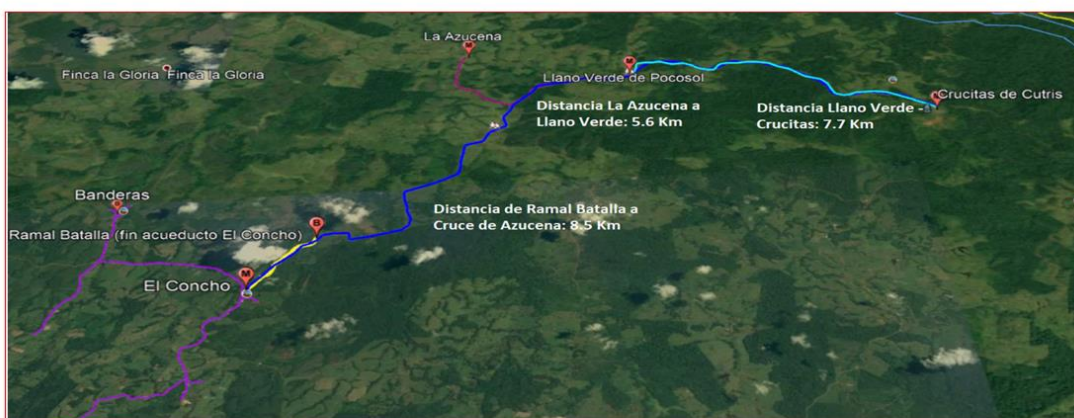 La Azucena
Finca la Gloria Finca la Gloria
Llano Verde de Pocosol
Crucitas de Cutris
Distancia La Azucena a
Llano Verde: 5.6 Km
Distancia Llano Verde -
Crucitas: 7.7 Km
Banderas
Distancia de Ramal Batalla a
Cruce de Azucena: 8.5 Km
B
Ramal Batalla (fin acueducto El Concho)
M
El Concho